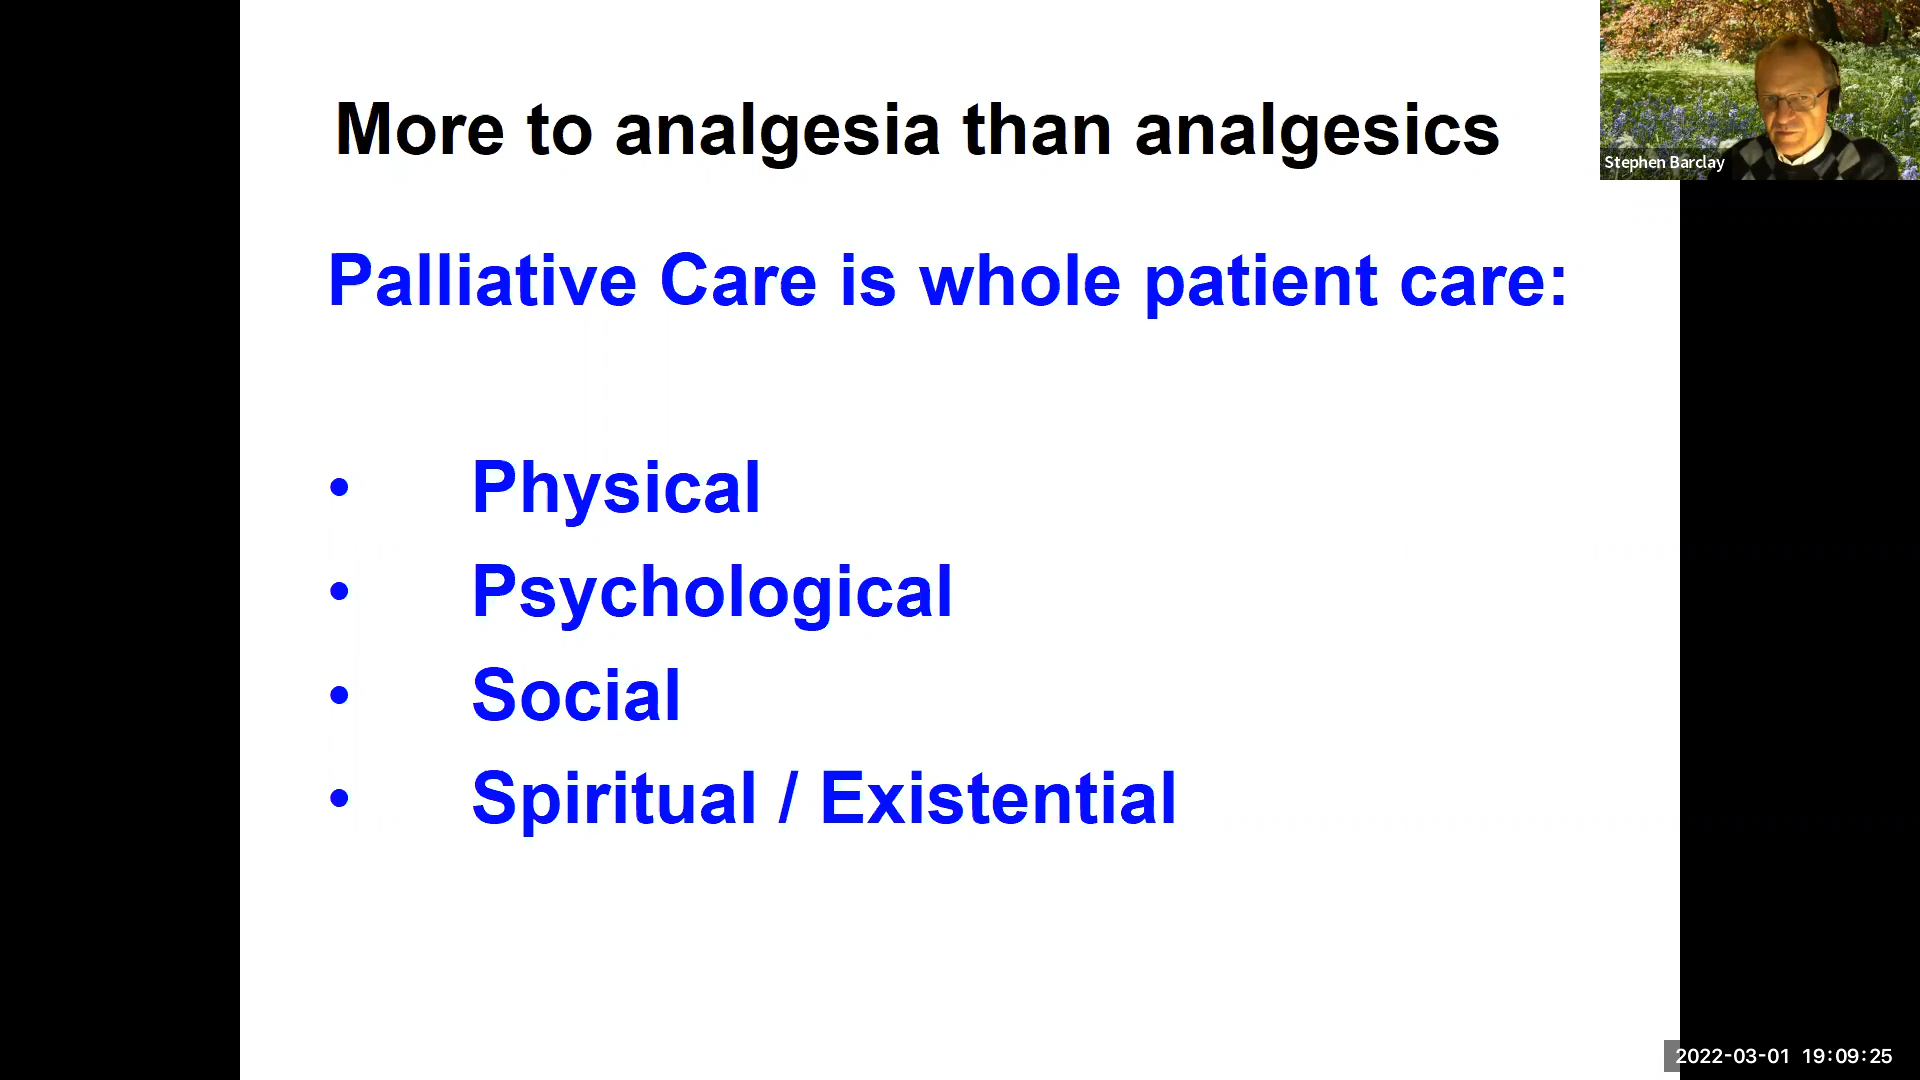 More to analgesia than analgesics
Stephen Barclay
Palliative Care is whole patient care:
• Physical
• Psychological
• Social
• Spiritual / Existential
2022-03-01 19:09:25